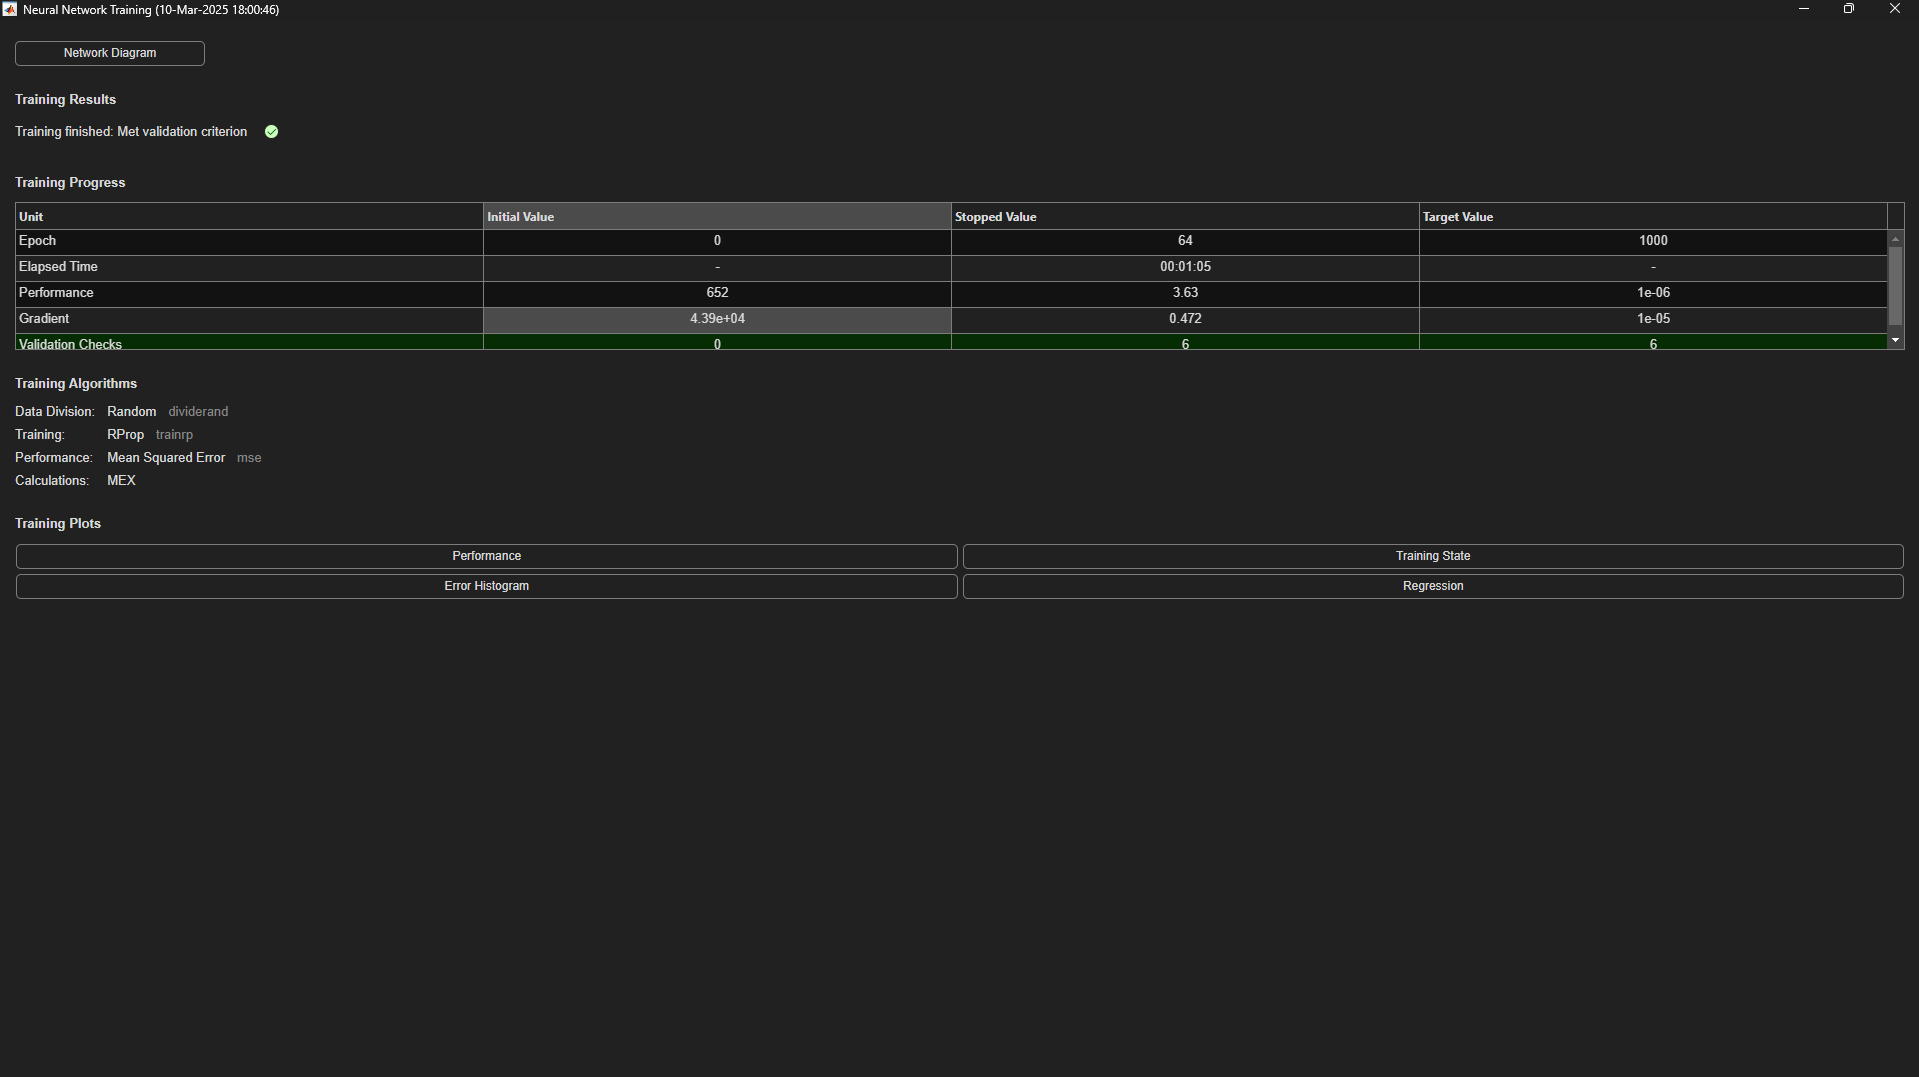 Neural Network Training (10-Mar-2025 18:00:46)
Network Diagram
Training Results
Training finished: Met validation criterion
Training Progress
Unit Initial Value Stopped Value Target Value
Epoch 0 64 1000
Elapsed Time - 00:01:05 -
Performance 652 3.63 1e-06
Gradient 4.39e+04 0.472 1e-05
Validation Checks 0 6 6
Training Algorithms
Data Division: Random dividerand
Training: RProp trainrp
Performance: Mean Squared Error mse
Calculations: MEX
Training Plots
Performance Training State
Error Histogram Regression